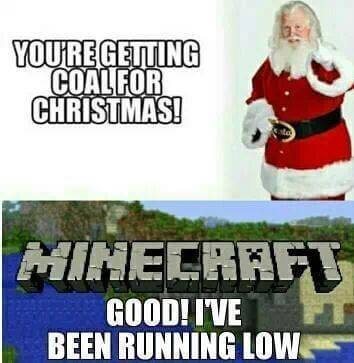 YOU'RE GETTING
COAL FOR
CHRISTMAS!
MINECRAFT
GOOD! I'VE
BEEN RUNNING LOW